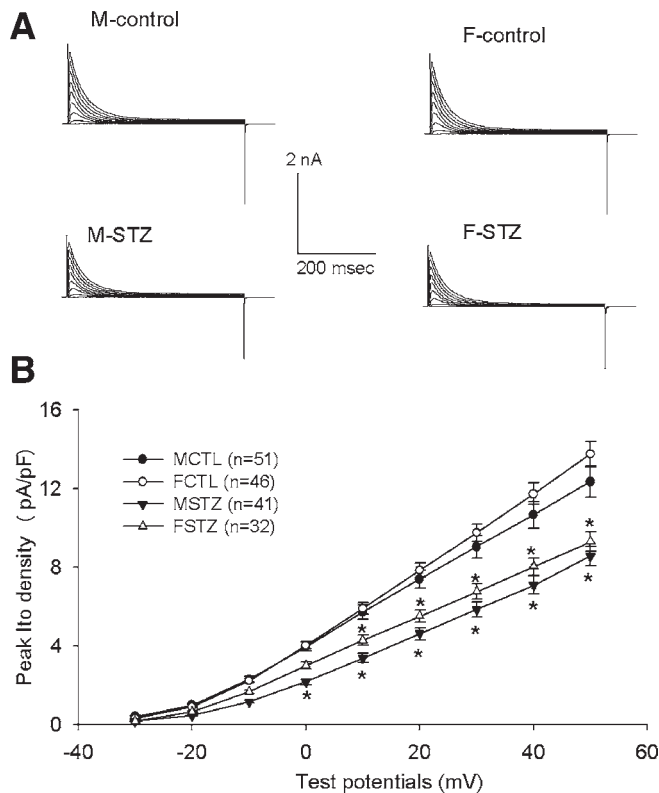 A
M-control
F-control
2 nA
200 msec
M-STZ
F-STZ
B
Peak Ito density ( pA/pF)
16
12
8
4
0
MCTL (n=51)
FCTL (n=46)
MSTZ (n=41)
FSTZ (n=32)
* * * * *
* * * * * *
-40 -20 0 20 40 60
Test potentials (mV)